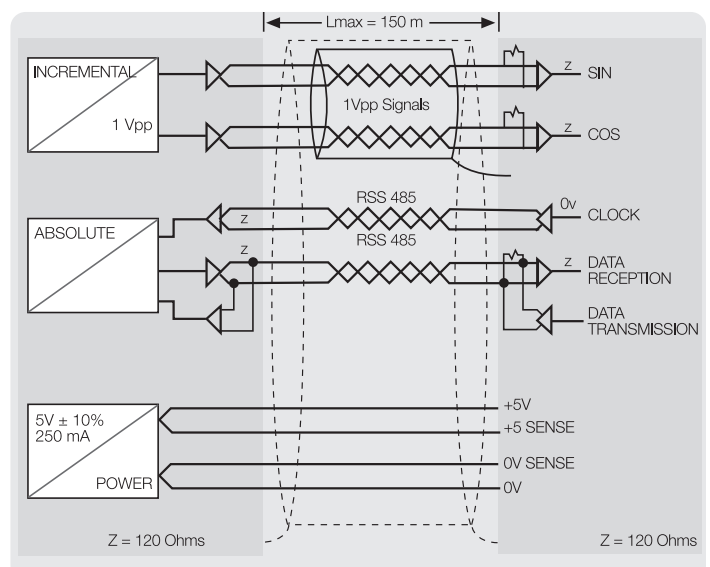 Lmax = 150 m
INCREMENTAL
1 Vpp
1Vpp Signals
Z
SIN
Z
COS
ABSOLUTE
Z
Z
RSS 485
RSS 485
0v
CLOCK
Z
DATA
RECEPTION
DATA
TRANSMISSION
5V ± 10%
250 mA
POWER
+5V
+5 SENSE
0V SENSE
0V
Z = 120 Ohms
Z = 120 Ohms